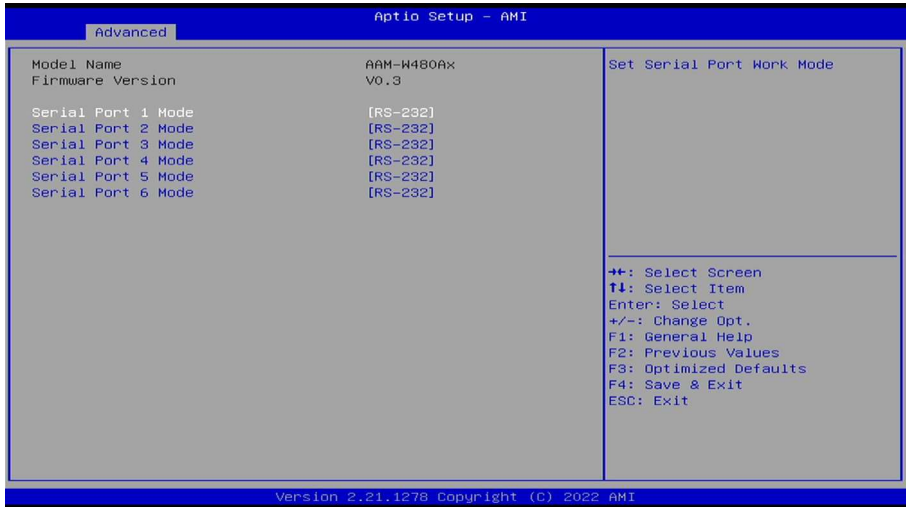 Aptio Setup – AMI
Advanced
Model Name AAM-W480Ax
Firmware Version V0.3
Serial Port 1 Mode [RS-232]
Serial Port 2 Mode [RS-232]
Serial Port 3 Mode [RS-232]
Serial Port 4 Mode [RS-232]
Serial Port 5 Mode [RS-232]
Serial Port 6 Mode [RS-232]
Set Serial Port Work Mode
→←: Select Screen
↑↓: Select Item
Enter: Select
+/-: Change Opt.
F1: General Help
F2: Previous Values
F3: Optimized Defaults
F4: Save & Exit
ESC: Exit
Version 2.21.1278 Copyright (C) 2022 AMI